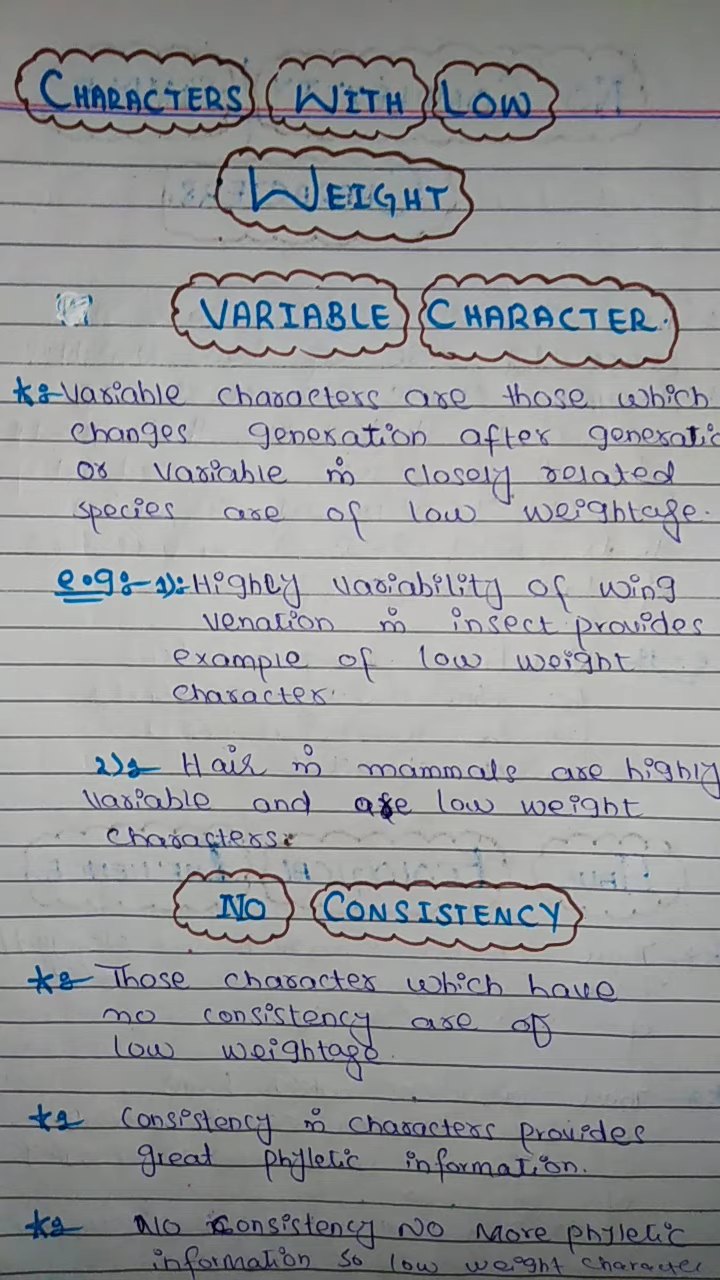 CHARACTERS WITH LOW
WEIGHT
VARIABLE CHARACTER.
*:- Variable characters are those which
changes generation after generatio
or variable in closely related
species are of low weightage.
e.g:- 1):- Highly variability of wing
venation in insect provides
example of low weight
character.
2):- Hair in mammals are highly
variable and are low weight
characters.
NO CONSISTENCY
*:- Those character which have
no consistency are of
low weightage.
*:- Consistency in characters provides
great phyletic information.
*:- No consistency No More phyletic
information so low weight character